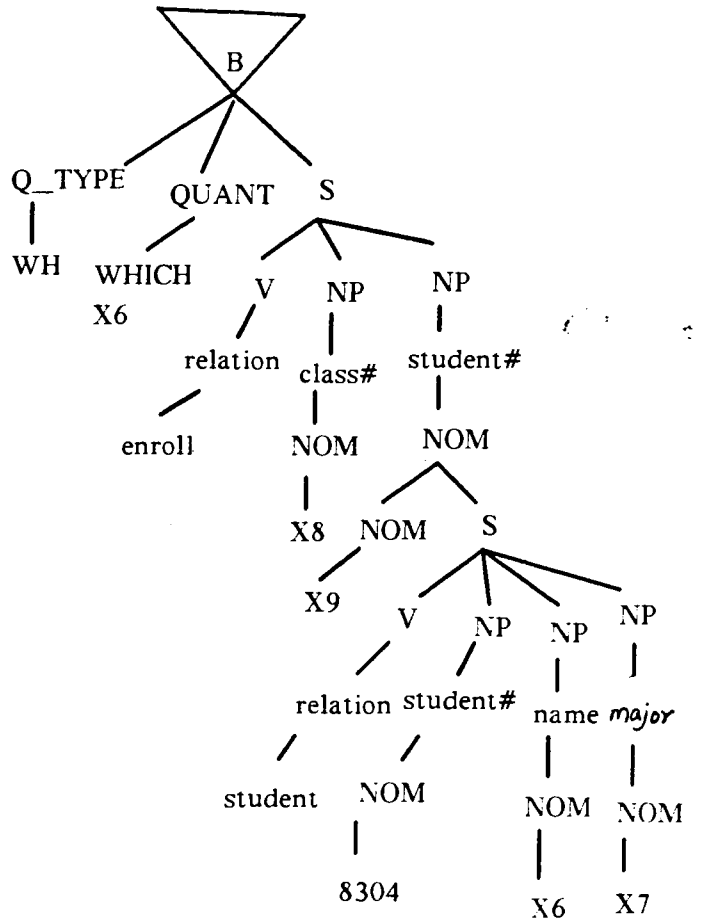 B
Q_TYPE QUANT S
WH WHICH V NP NP
X6
relation class# student#
enroll NOM NOM
X8 NOM S
X9 V NP NP NP
relation student# name major
student NOM NOM NOM
8304 X6 X7